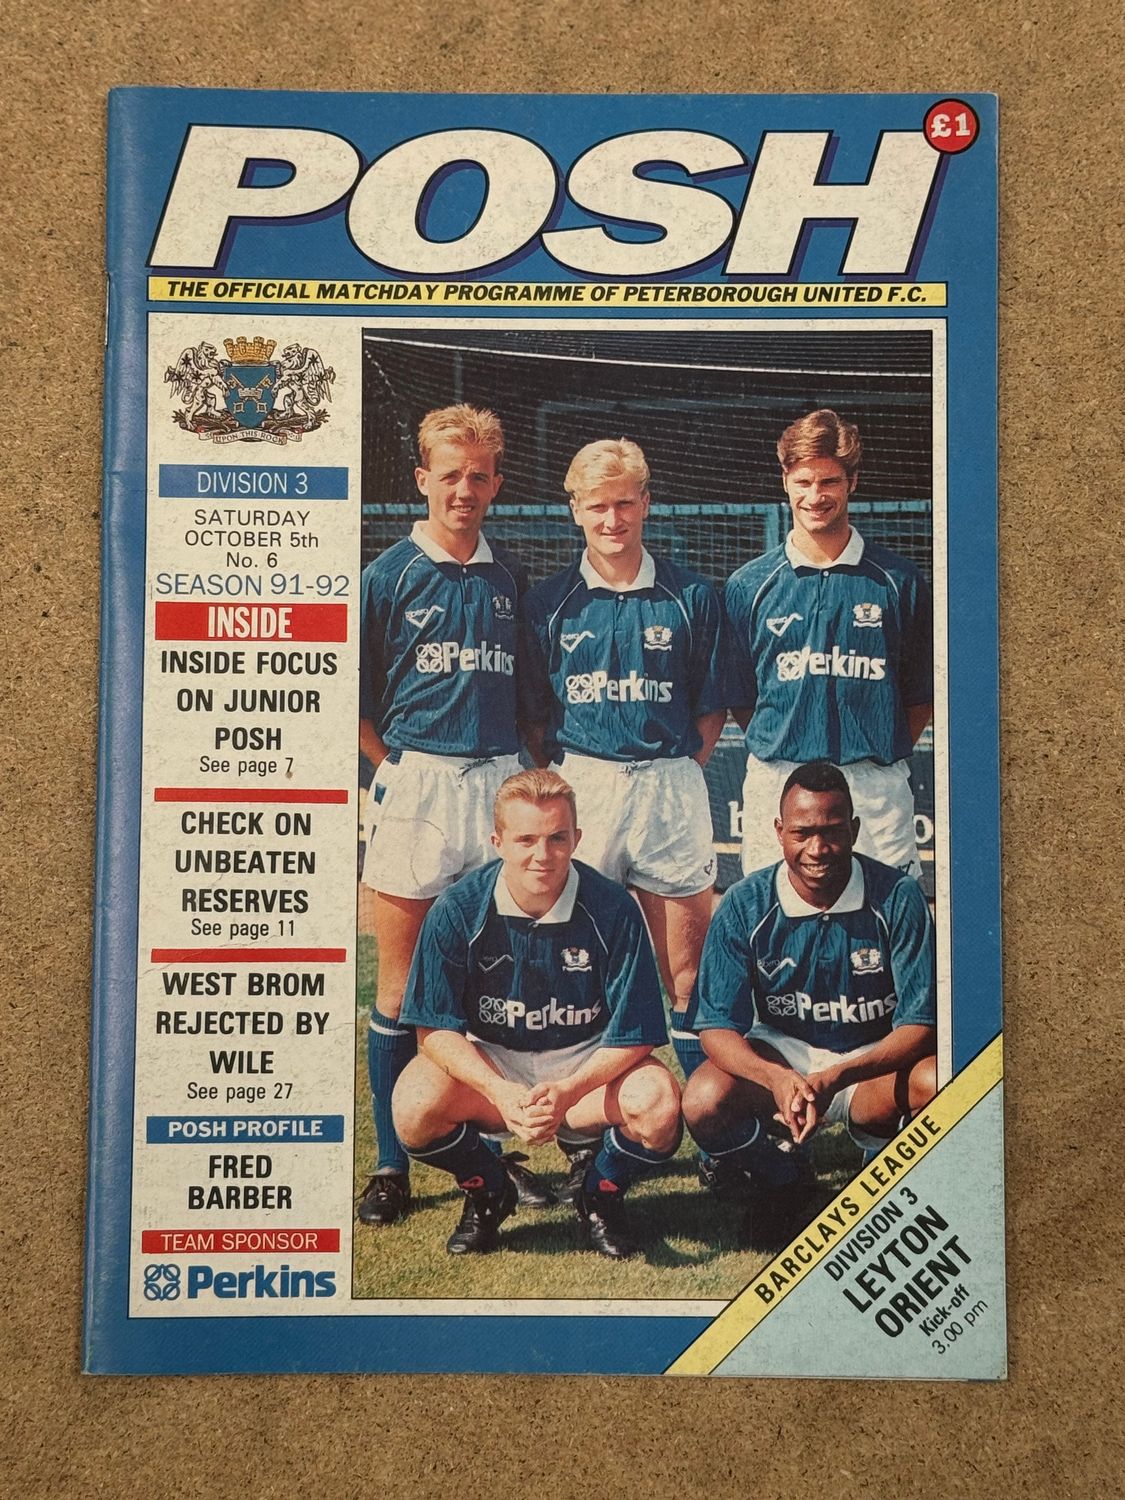 POSH
£1
THE OFFICIAL MATCHDAY PROGRAMME OF PETERBOROUGH UNITED F.C.
UPON THIS ROCK
DIVISION 3
SATURDAY
OCTOBER 5th
No. 6
SEASON 91-92
INSIDE
INSIDE FOCUS
ON JUNIOR
POSH
See page 7
CHECK ON
UNBEATEN
RESERVES
See page 11
WEST BROM
REJECTED BY
WILE
See page 27
POSH PROFILE
FRED
BARBER
TEAM SPONSOR
Perkins
Perkins
Perkins
Perkins
Perkins
Perkins
BARCLAYS LEAGUE
DIVISION 3
LEYTON
ORIENT
Kick-off
3.00 pm